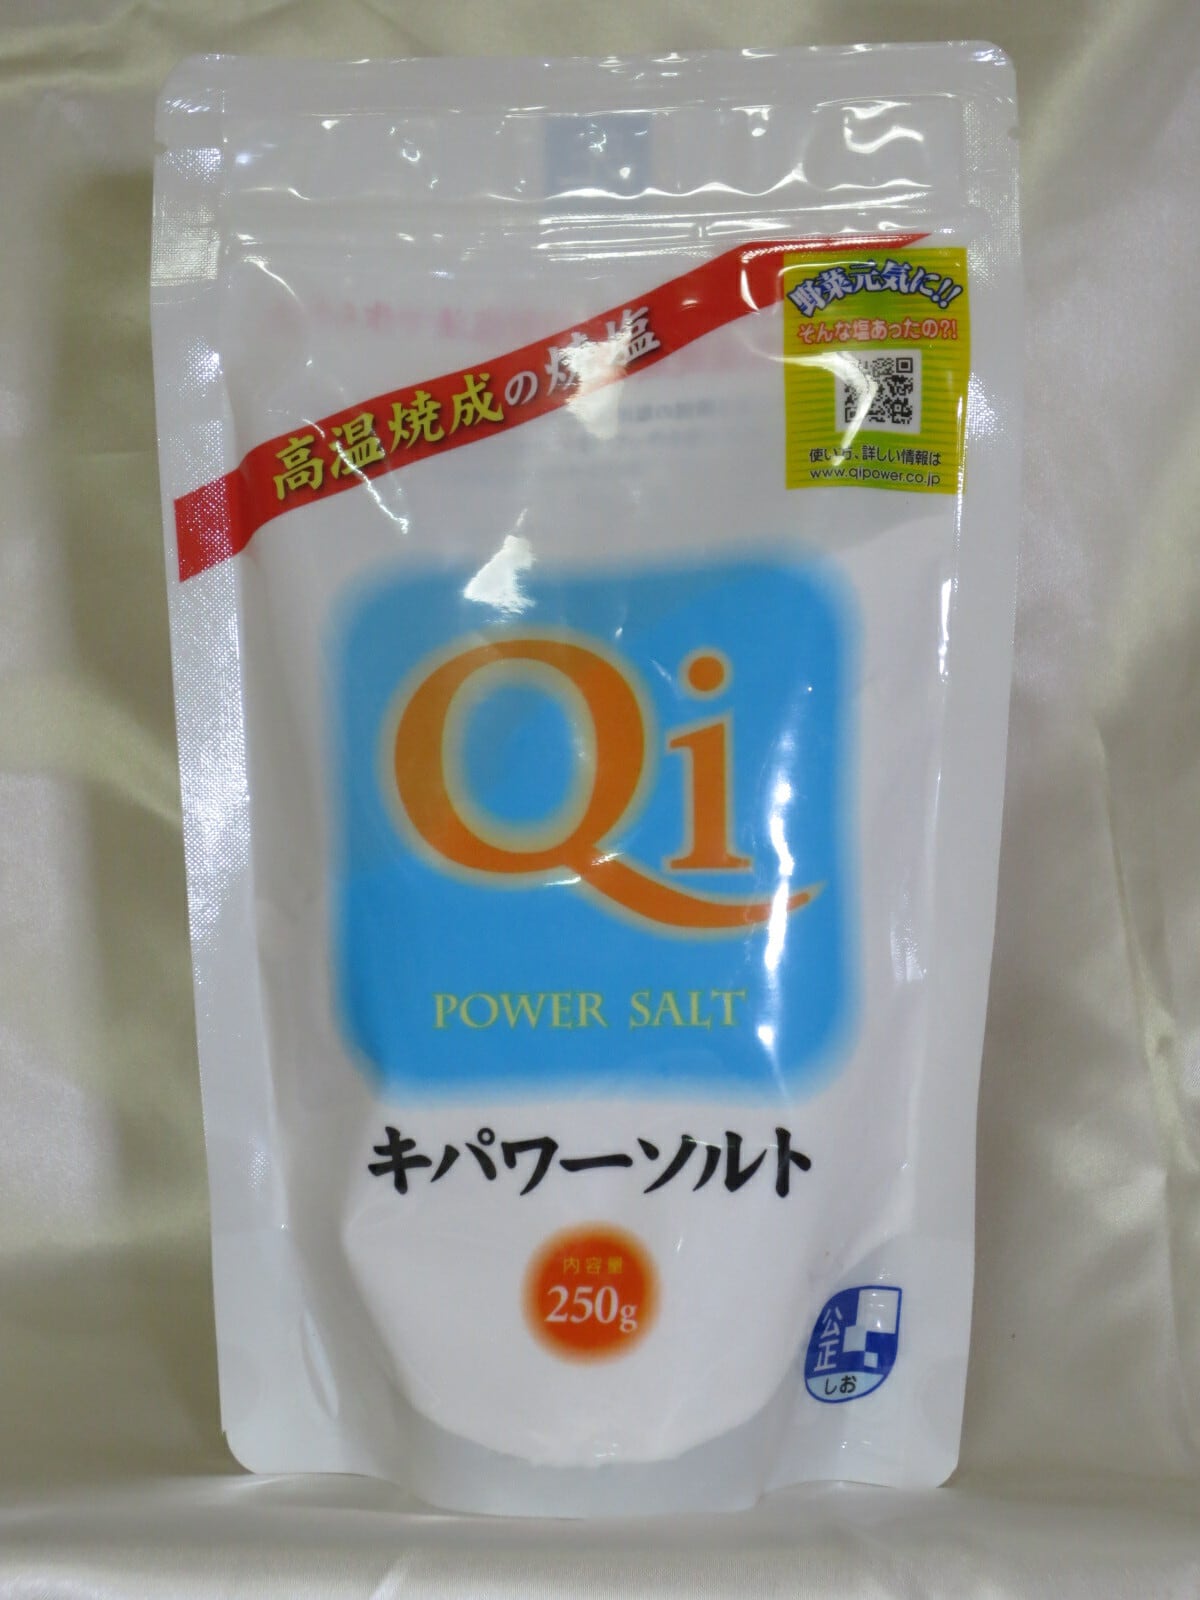 高温焼成の焼塩
野菜元気に!!
そんな塩あったの?!
使い方、詳しい情報は
www.qipower.co.jp
Qi
POWER SALT
キパワーソルト
内容量
250g
公正
しお